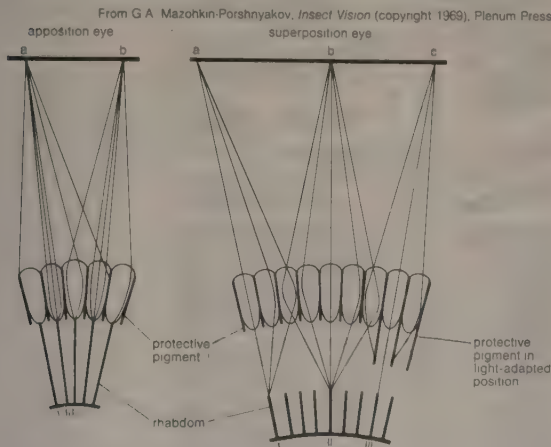 From G A Mazohkin-Porshnyakov, Insect Vision (copyright 1969), Plenum Press
apposition eye
superposition eye
a b
a b c
protective
pigment
protective
pigment in
light-adapted
position
rhabdom
II